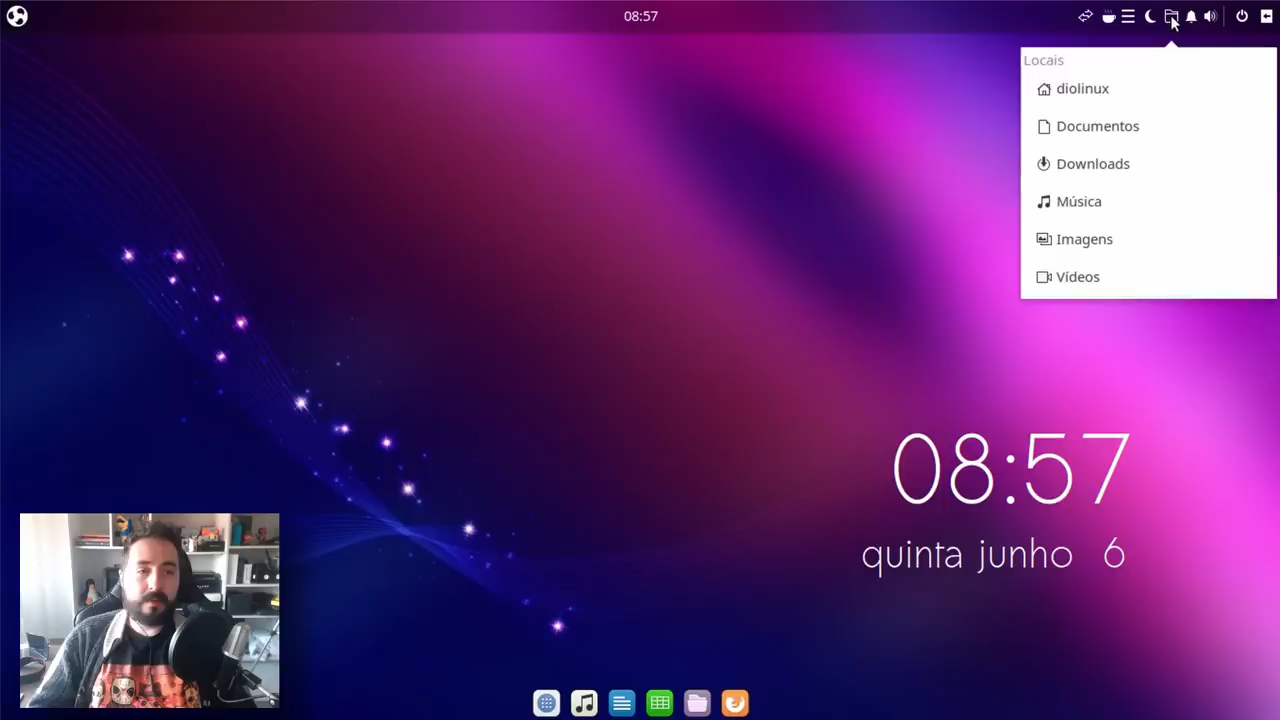 08:57
Locais
diolinux
Documentos
Downloads
Música
Imagens
Vídeos
08:57
quinta junho 6